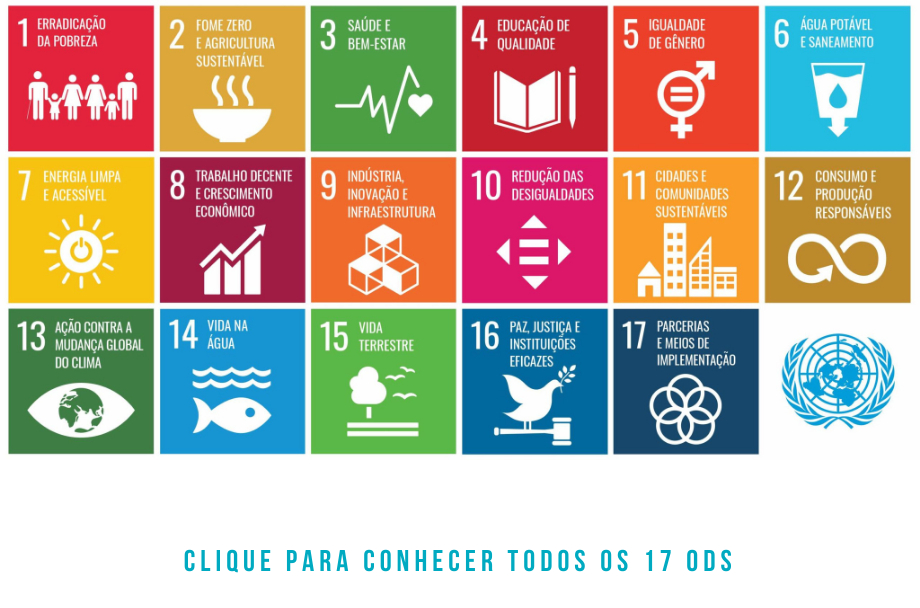 1 ERRADICAÇÃO
DA POBREZA
2 FOME ZERO
E AGRICULTURA
SUSTENTÁVEL
3 SAÚDE E
BEM-ESTAR
4 EDUCAÇÃO DE
QUALIDADE
5 IGUALDADE
DE GÊNERO
6 ÁGUA POTÁVEL
E SANEAMENTO
7 ENERGIA LIMPA
E ACESSÍVEL
8 TRABALHO DECENTE
E CRESCIMENTO
ECONÔMICO
9 INDÚSTRIA,
INOVAÇÃO E
INFRAESTRUTURA
10 REDUÇÃO DAS
DESIGUALDADES
11 CIDADES E
COMUNIDADES
SUSTENTÁVEIS
12 CONSUMO E
PRODUÇÃO
RESPONSÁVEIS
13 AÇÃO CONTRA A
MUDANÇA GLOBAL
DO CLIMA
14 VIDA NA
ÁGUA
15 VIDA
TERRESTRE
16 PAZ, JUSTIÇA E
INSTITUIÇÕES
EFICAZES
17 PARCERIAS
E MEIOS DE
IMPLEMENTAÇÃO
CLIQUE PARA CONHECER TODOS OS 17 ODS